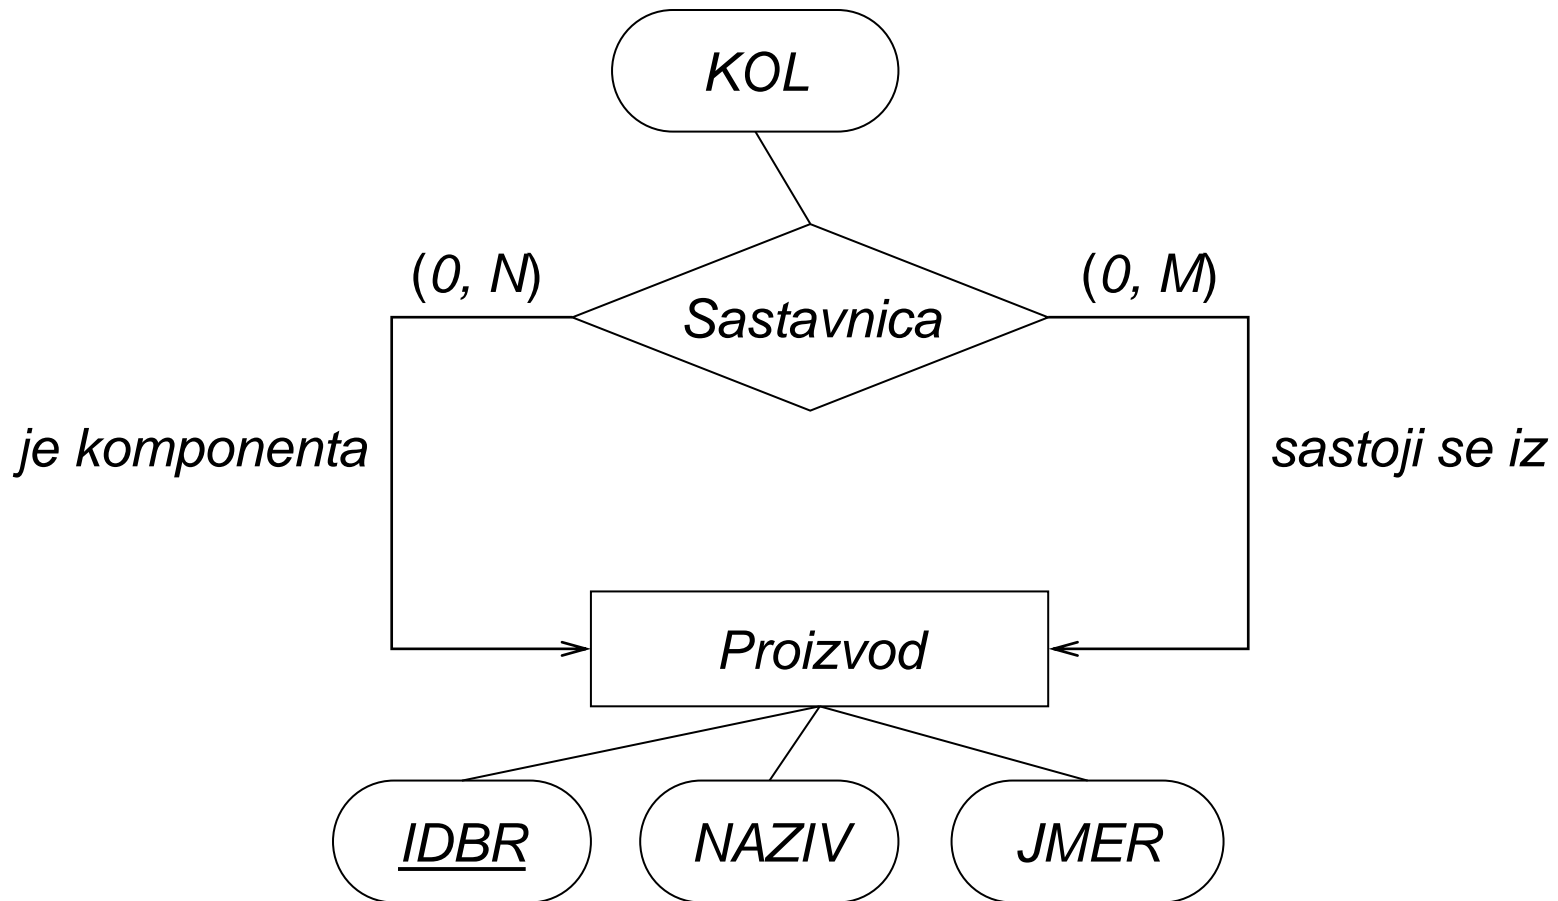 KOL
(0, N)
(0, M)
Sastavnica
je komponenta
sastoji se iz
Proizvod
IDBR
NAZIV
JMER